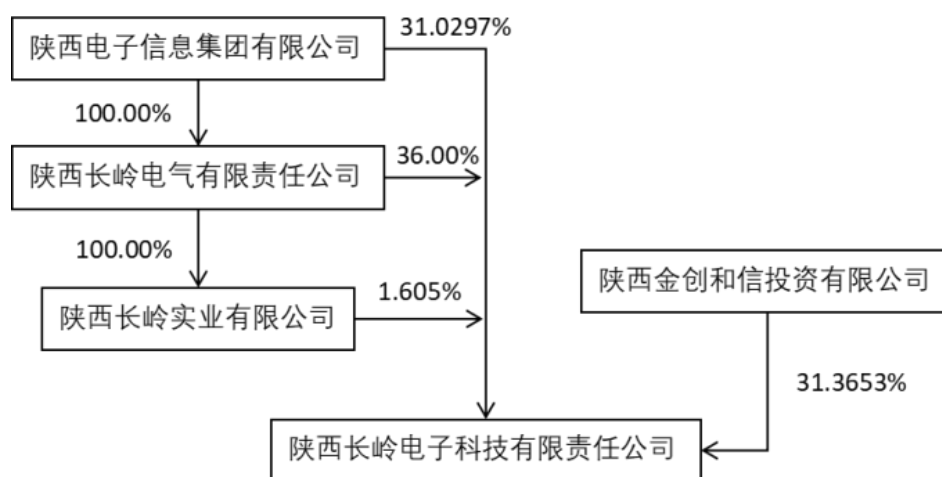 陕西电子信息集团有限公司
31.0297%
100.00%
陕西长岭电气有限责任公司
36.00%
100.00%
陕西长岭实业有限公司
1.605%
陕西金创和信投资有限公司
31.3653%
陕西长岭电子科技有限责任公司